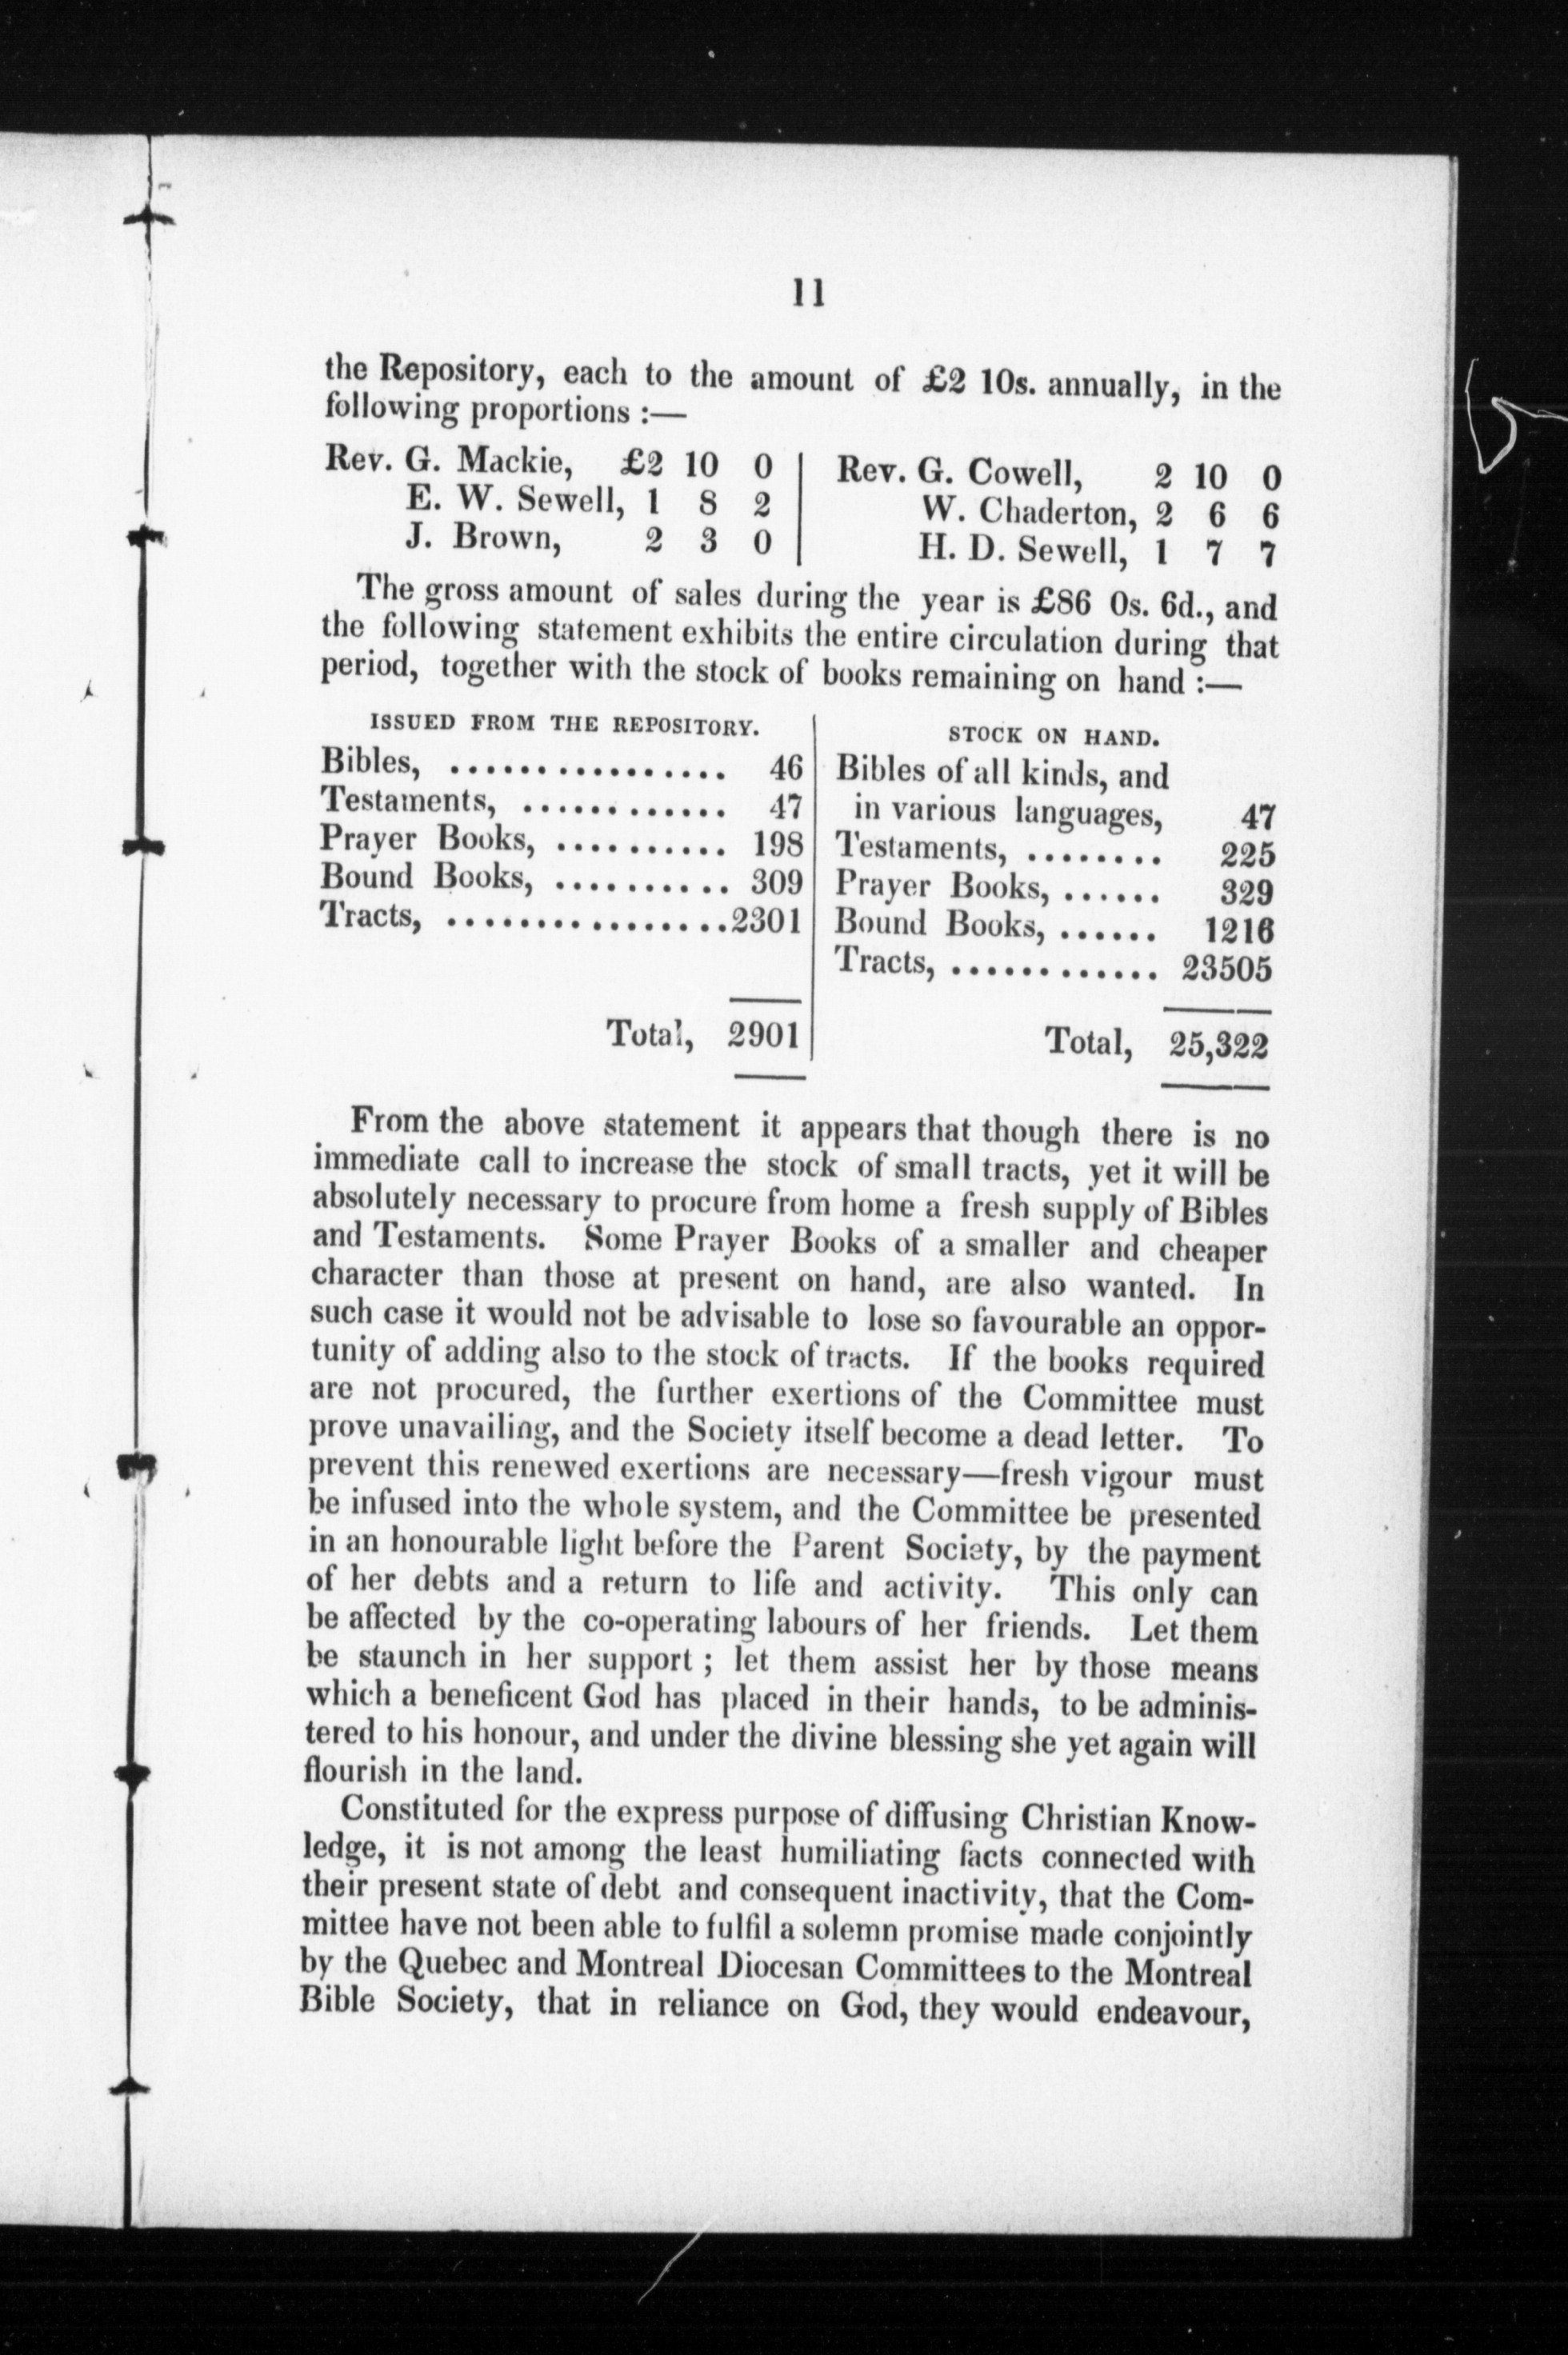 11
the Repository, each to the amount of £2 10s. annually, in the
following proportions :—
Rev. G. Mackie, £2 10 0
E. W. Sewell, 1 8 2
J. Brown, 2 3 0
Rev. G. Cowell, 2 10 0
W. Chaderton, 2 6 6
H. D. Sewell, 1 7 7
The gross amount of sales during the year is £86 0s. 6d., and
the following statement exhibits the entire circulation during that
period, together with the stock of books remaining on hand :—
ISSUED FROM THE REPOSITORY.
Bibles, ................ 46
Testaments, ............ 47
Prayer Books, .......... 198
Bound Books, .......... 309
Tracts, ................2301
Total, 2901
STOCK ON HAND.
Bibles of all kinds, and
in various languages, 47
Testaments, ........ 225
Prayer Books, ...... 329
Bound Books, ...... 1216
Tracts, ............ 23505
Total, 25,322
From the above statement it appears that though there is no
immediate call to increase the stock of small tracts, yet it will be
absolutely necessary to procure from home a fresh supply of Bibles
and Testaments. Some Prayer Books of a smaller and cheaper
character than those at present on hand, are also wanted. In
such case it would not be advisable to lose so favourable an oppor-
tunity of adding also to the stock of tracts. If the books required
are not procured, the further exertions of the Committee must
prove unavailing, and the Society itself become a dead letter. To
prevent this renewed exertions are necessary—fresh vigour must
be infused into the whole system, and the Committee be presented
in an honourable light before the Parent Society, by the payment
of her debts and a return to life and activity. This only can
be affected by the co-operating labours of her friends. Let them
be staunch in her support ; let them assist her by those means
which a beneficent God has placed in their hands, to be adminis-
tered to his honour, and under the divine blessing she yet again will
flourish in the land.
Constituted for the express purpose of diffusing Christian Know-
ledge, it is not among the least humiliating facts connected with
their present state of debt and consequent inactivity, that the Com-
mittee have not been able to fulfil a solemn promise made conjointly
by the Quebec and Montreal Diocesan Committees to the Montreal
Bible Society, that in reliance on God, they would endeavour,